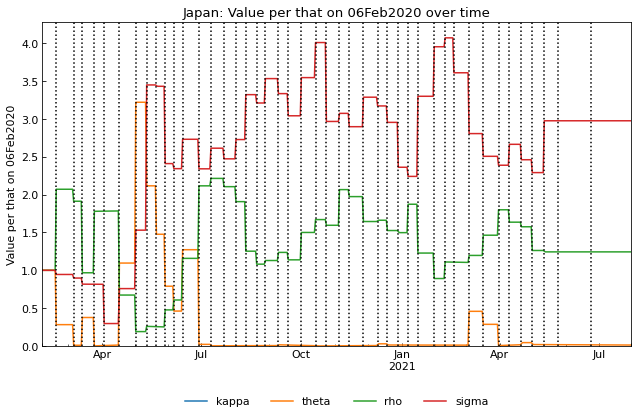 Japan: Value per that on 06Feb2020 over time
Value per that on 06Feb2020
4.0
3.5
3.0
2.5
2.0
1.5
1.0
0.5
0.0
Apr Jul Oct Jan Apr Jul
2021
kappa theta rho sigma